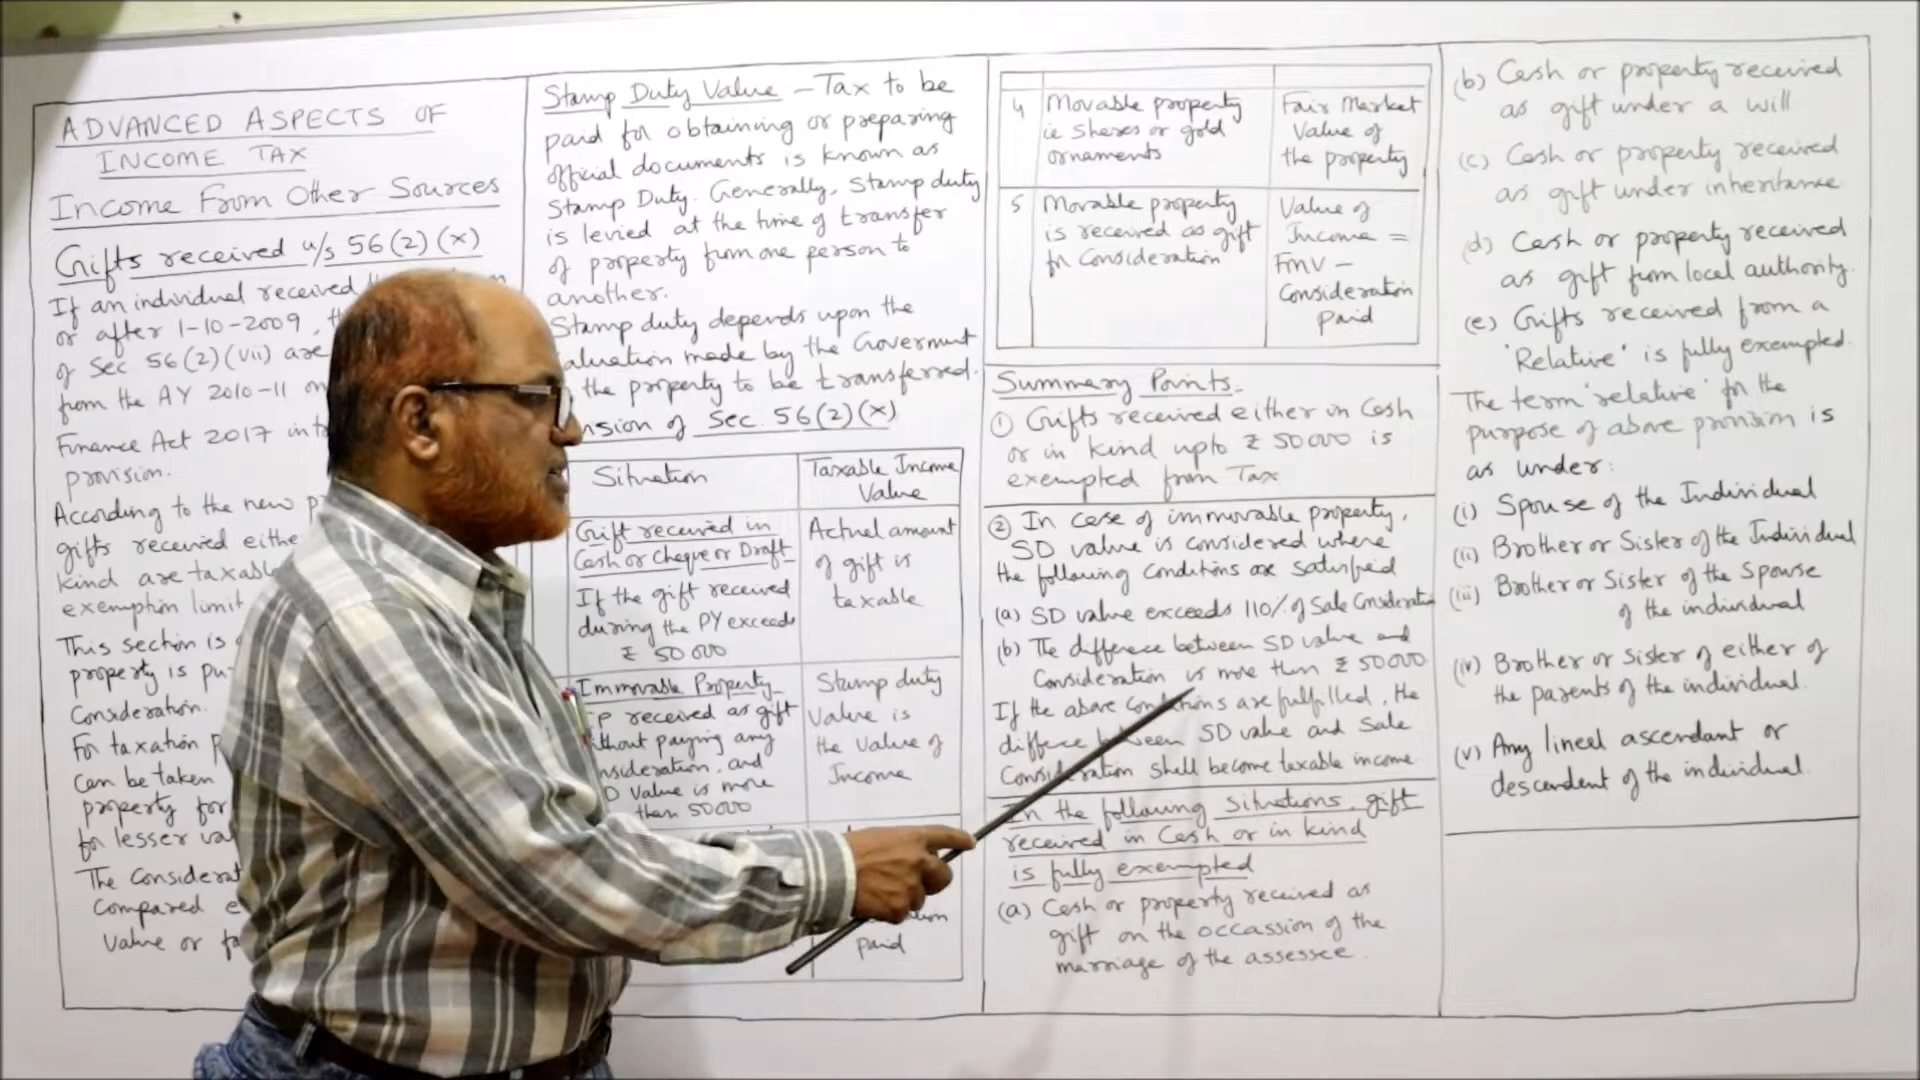 ADVANCED ASPECTS OF
INCOME TAX
Income From Other Sources
Gifts received u/s 56(2)(x)
If an individual received
or after 1-10-2009,
of Sec 56(2)(vii) are
from the AY 2010-11
Finance Act 2017
provision.
According to the new
gifts received
kind are taxable
exemption limit
This section is
property is
Consideration.
For taxation
Can be taken
property for
for lesser
The
Compared
Value or
Stamp Duty Value - Tax to be
paid for obtaining or preparing
official documents is known as
Stamp Duty. Generally, Stamp duty
is levied at the time of transfer
of property from one person to
another.
Stamp duty depends upon the
valuation made by the Government
the property to be transferred.
of Sec. 56(2)(x)
Situation
Taxable Income
Value
Gift received in
Cash or Cheque or Draft
If the gift received
during the PY exceeds
₹ 50000
Actual amount
of gift is
taxable
Immovable Property
received as gift
without paying any
and
Value is more
than 50000
Stamp duty
Value is
the value of
Income
paid
4 Movable property
ie Shares or gold
ornaments
Fair Market
Value of
the property
5 Movable property
is received as gift
for Consideration
Value of
Income =
FMV -
Consideration
paid
Summary Points
① Gifts received either in Cash
or in kind upto ₹ 50000 is
exempted from Tax
② In case of immovable property,
SD value is considered where
the following conditions are satisfied
(a) SD value exceeds 110% of Sale Consideration
(b) The difference between SD value and
Consideration is more than ₹ 50000
If the above conditions are fulfilled, the
between SD value and Sale
Consideration shall become taxable income
In the following situations, gift
received in Cash or in kind
is fully exempted
(a) Cash or property received as
gift on the occassion of the
marriage of the assessee.
(b) Cash or property received
as gift under a will
(c) Cash or property received
as gift under inheritance
(d) Cash or property received
as gift from local authority.
(e) Gifts received from a
'Relative' is fully exempted.
The term 'relative' for the
purpose of above provision is
as under:
(i) Spouse of the Individual
(ii) Brother or Sister of the Individual
(iii) Brother or Sister of the Spouse
of the individual
(iv) Brother or Sister of either of
the parents of the individual.
(v) Any lineal ascendant or
descendent of the individual.